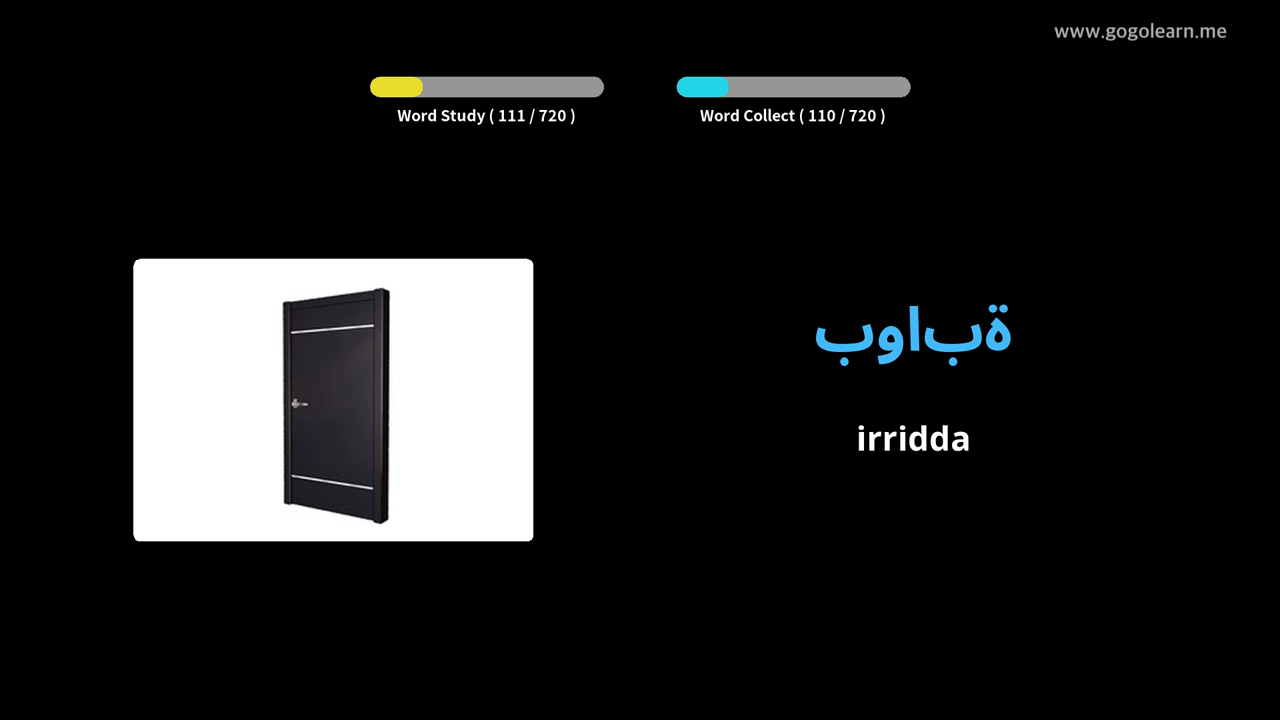 www.gogolearn.me
Word Study ( 111 / 720 )
Word Collect ( 110 / 720 )
بوابة
irridda